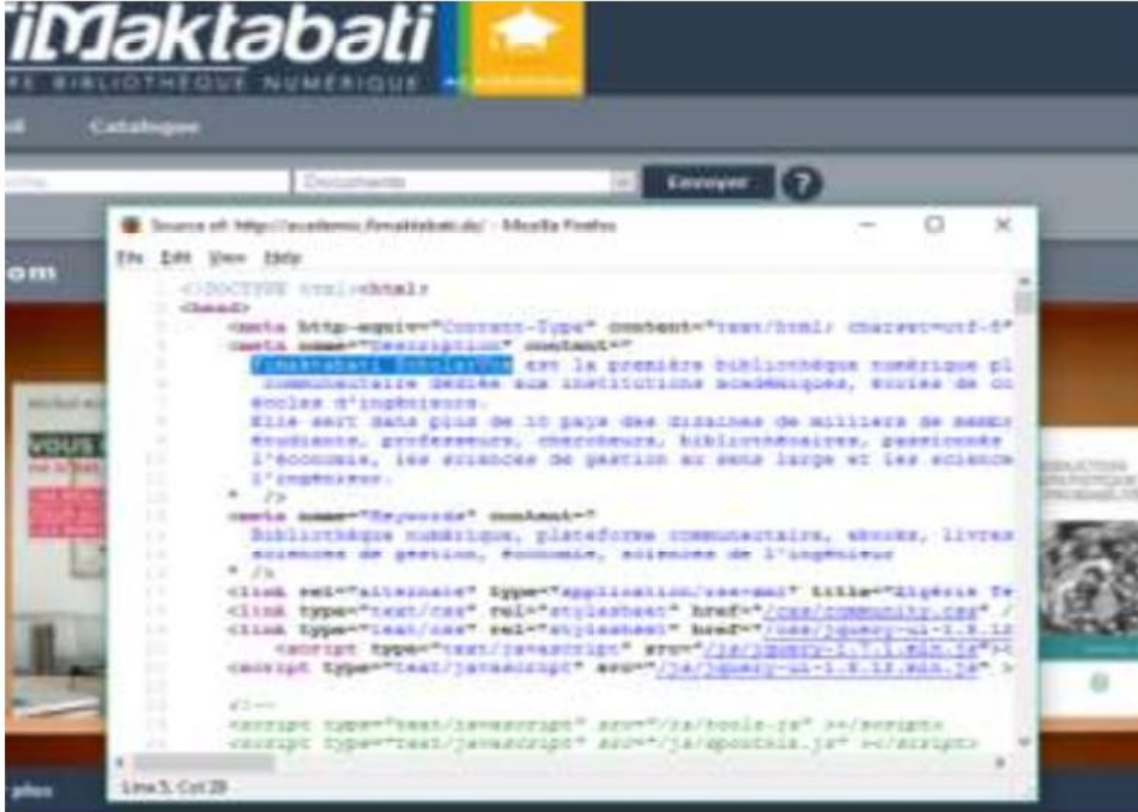 iMaktabati
BIBLIOTHÈQUE NUMÉRIQUE
Catalogue
Documents
Envoyer ?
om
Source of: http://academic.fimaktabati.dz/ - Mozilla Firefox
File Edit View Help
<!DOCTYPE html><html>
<head>
<meta http-equiv="Content-Type" content="text/html; charset=utf-8"
<meta name="Description" content="
Fimaktabati ScholarVox est la première bibliothèque numérique pl
communautaire dédiée aux institutions académiques, écoles de co
écoles d'ingénieurs.
Elle sert dans plus de 10 pays des dizaines de milliers de memb
étudiants, professeurs, chercheurs, bibliothécaires, passionnés
l'économie, les sciences de gestion au sens large et les science
l'ingénieur.
" />
<meta name="Keywords" content="
Bibliothèque numérique, plateforme communautaire, ebooks, livres
sciences de gestion, économie, sciences de l'ingénieur
" />
<link rel="alternate" type="application/rss+xml" title="Algérie Te
<link type="text/css" rel="stylesheet" href="/css/community.css" /
<link type="text/css" rel="stylesheet" href="/css/jquery-ui-1.8.12
<script type="text/javascript" src="/js/jquery-1.7.1.min.js"><
<script type="text/javascript" src="/js/jquery-ui-1.8.12.min.js" >
<!--
<script type="text/javascript" src="/js/tools.js" ></script>
<script type="text/javascript" src="/js/spoutnik.js" ></script>
Line 5, Col 28
VOUS
plus